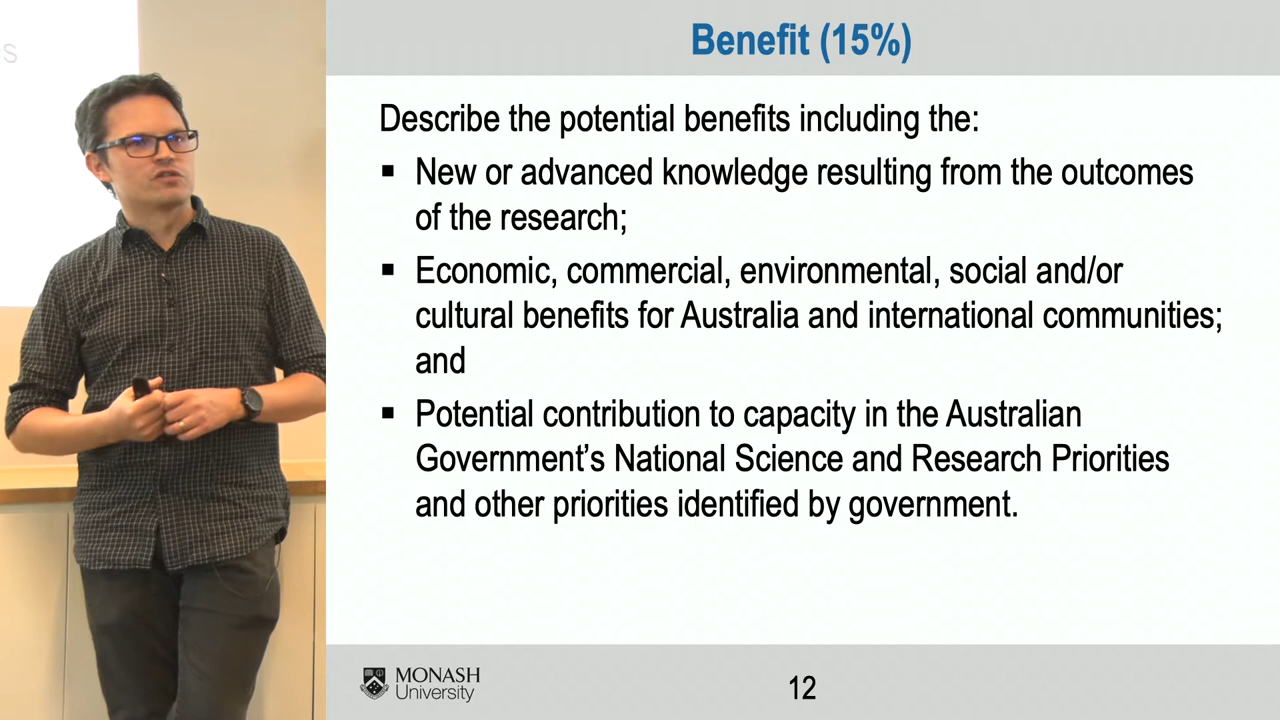 Benefit (15%)
Describe the potential benefits including the:
▪ New or advanced knowledge resulting from the outcomes
of the research;
▪ Economic, commercial, environmental, social and/or
cultural benefits for Australia and international communities;
and
▪ Potential contribution to capacity in the Australian
Government’s National Science and Research Priorities
and other priorities identified by government.
MONASH
University
12